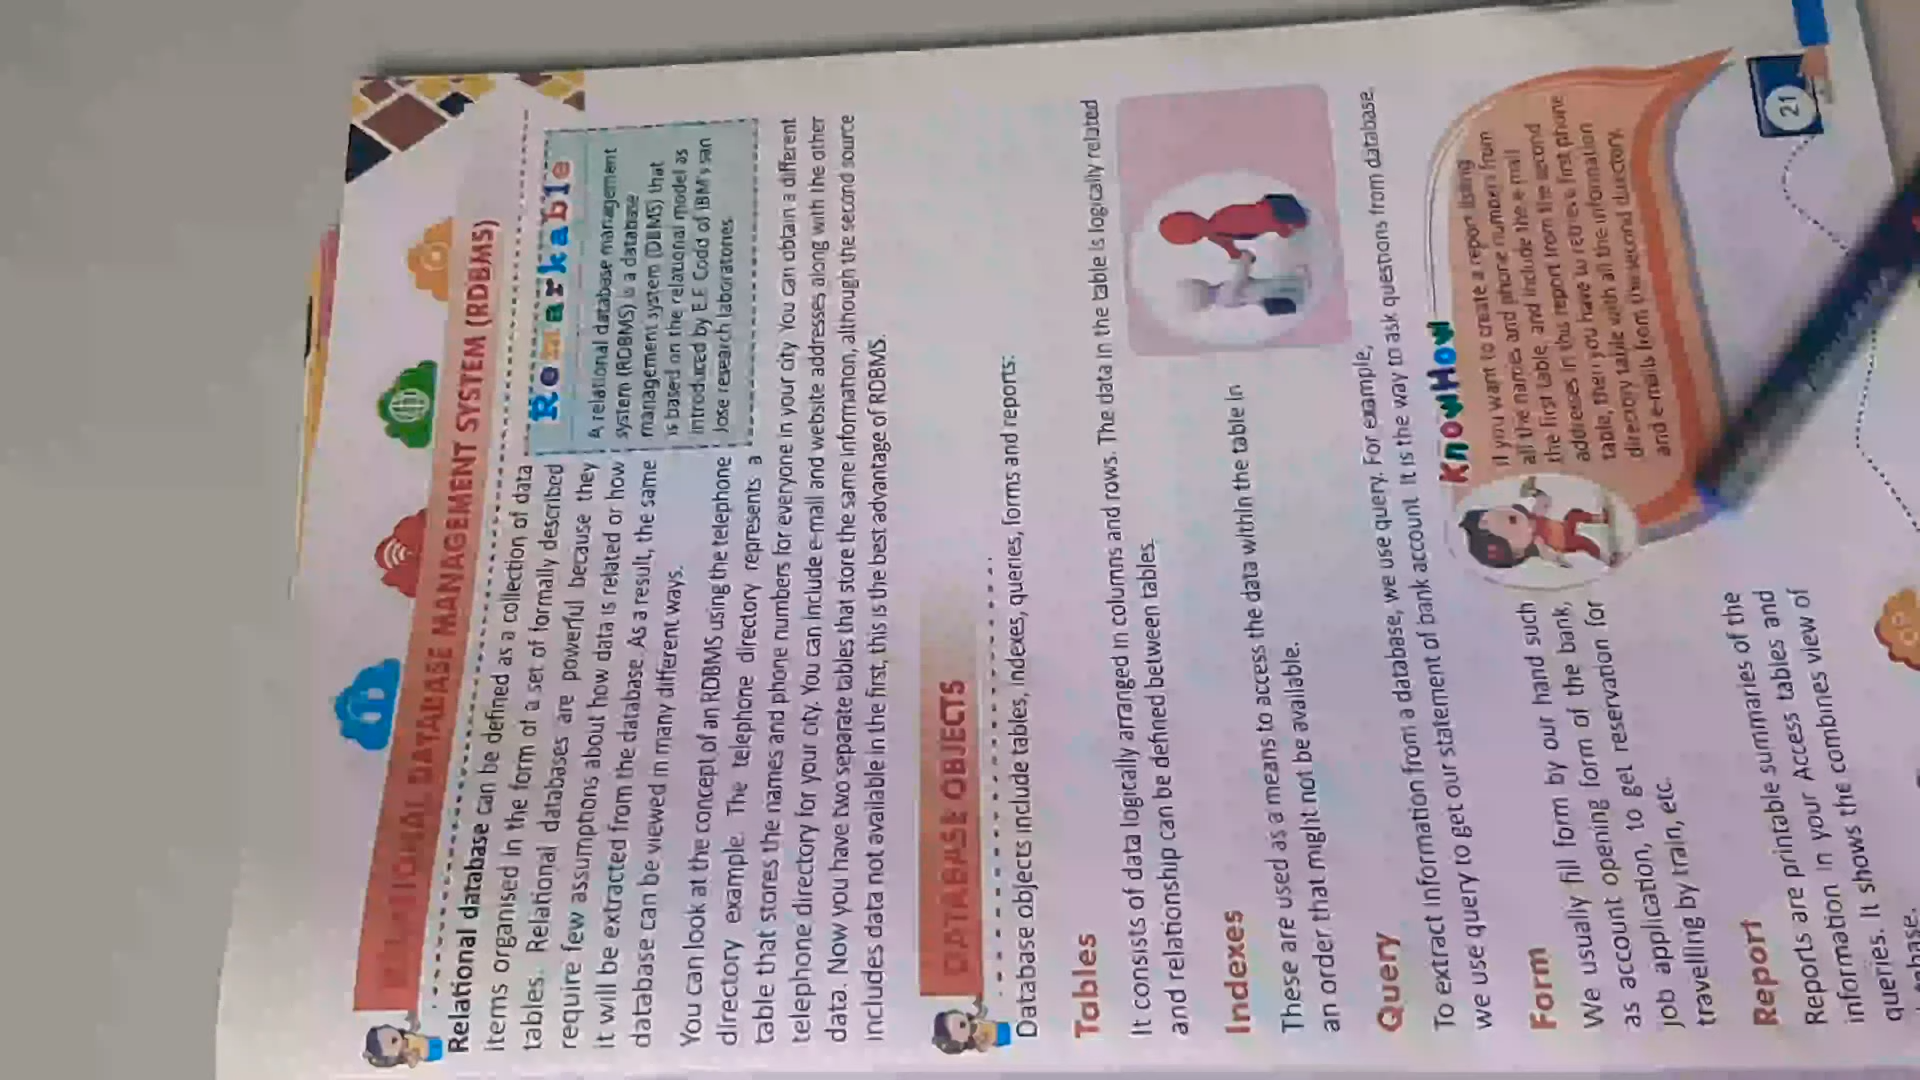 RELATIONAL DATABASE MANAGEMENT SYSTEM (RDBMS)
Relational database can be defined as a collection of data
items organised in the form of a set of formally described
tables. Relational databases are powerful because they
require few assumptions about how data is related or how
it will be extracted from the database. As a result, the same
database can be viewed in many different ways.
Remarkable
A relational database management
system (RDBMS) is a database
management system (DBMS) that
is based on the relational model as
introduced by E.F. Codd of IBM's san
Jose research laboratories
You can look at the concept of an RDBMS using the telephone
directory example. The telephone directory represents a
table that stores the names and phone numbers for everyone in your city You can obtain a different
telephone directory for your city. You can include e-mail and website addresses along with the other
data. Now you have two separate tables that store the same information, although the second source
includes data not available in the first, this is the best advantage of RDBMS.
DATABASE OBJECTS
Database objects include tables, indexes, queries, forms and reports:
Tables
It consists of data logically arranged in columns and rows. The data in the table is logically related
and relationship can be defined between tables.
Indexes
These are used as a means to access the data within the table in
an order that might not be available.
Query
To extract information from a database, we use query. For example,
we use query to get our statement of bank account It is the way to ask questions from database.
Form
We usually fill form by our hand such
as account opening form of the bank,
job application, to get reservation for
travelling by train, etc.
KnowHow
If you want to create a report listing
all the names and phone numbers from
the first table, and include the e mail
addresses in this report from the second
table, then you have to retrieve first phone
directory table with all the information
and e-mails from the second directory.
Report
Reports are printable summaries of the
information in your Access tables and
queries. It shows the combines view of
21